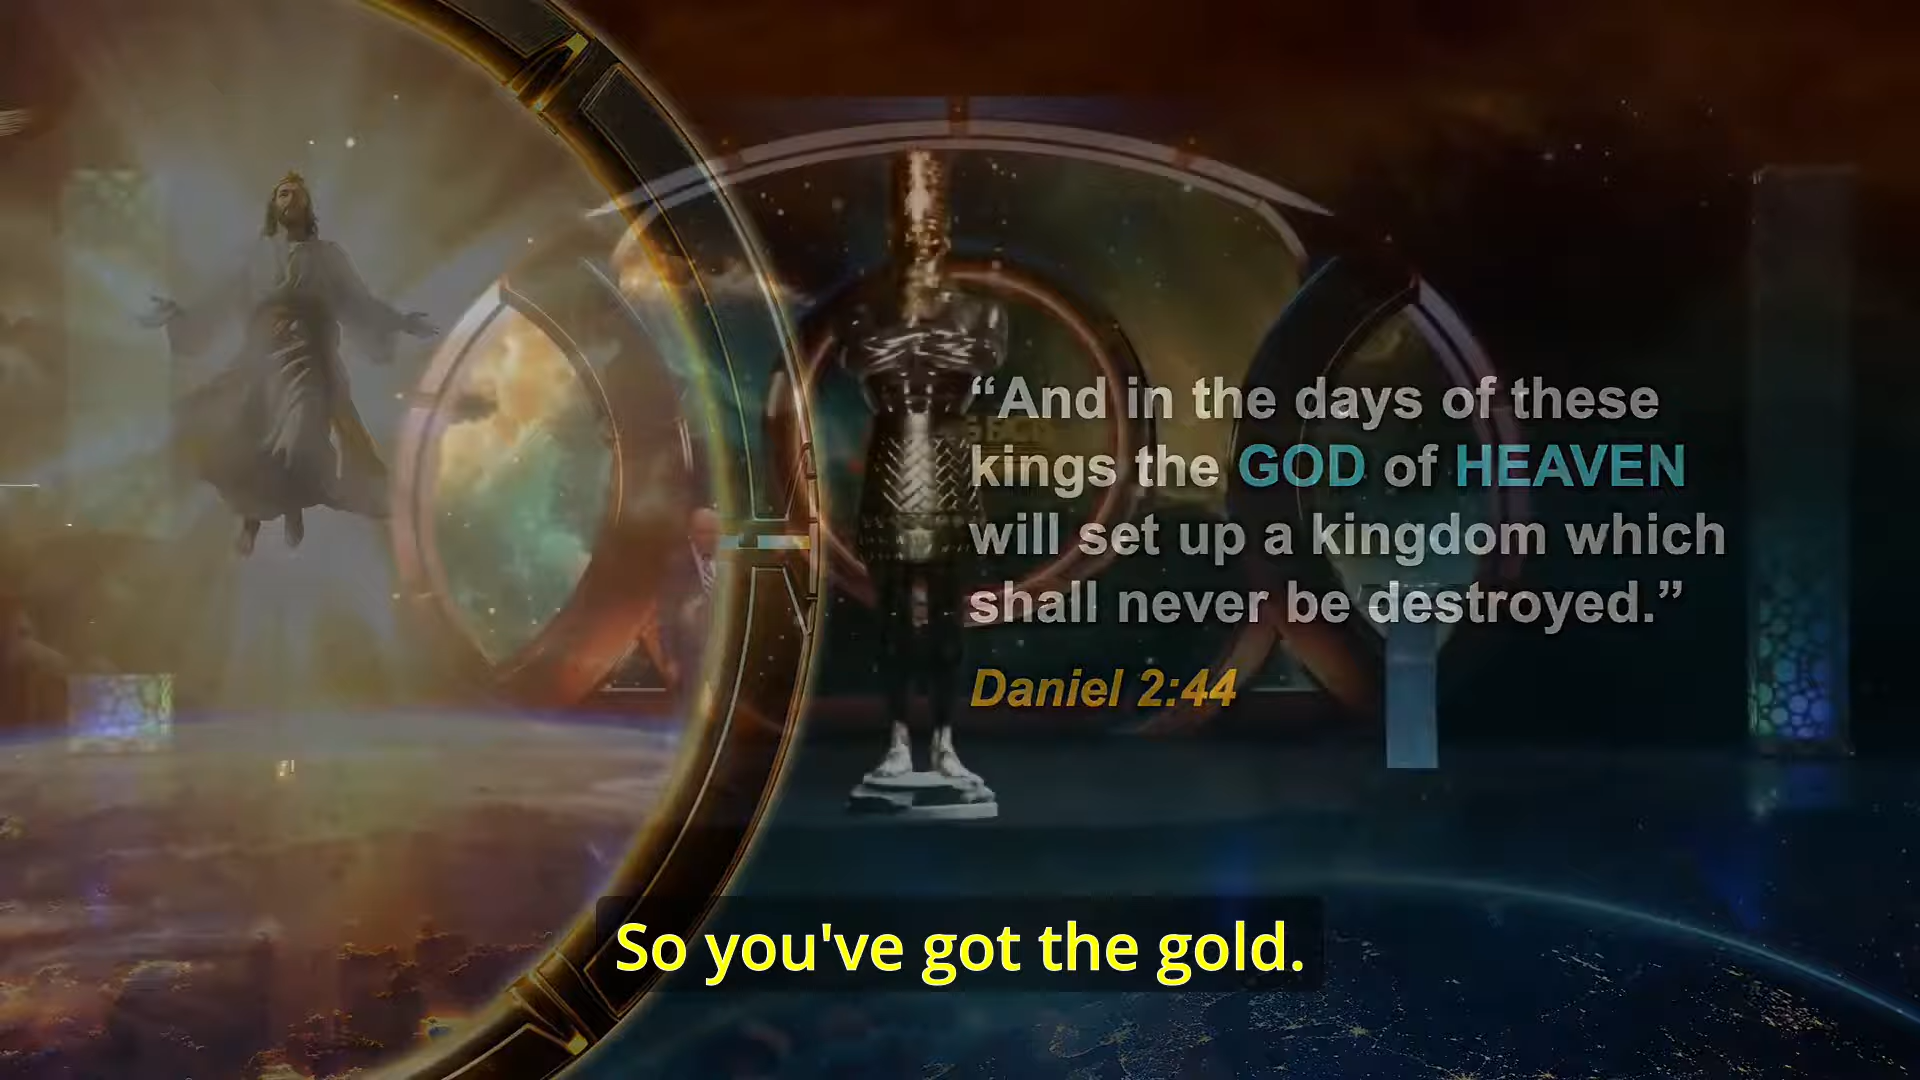 “And in the days of these
kings the GOD of HEAVEN
will set up a kingdom which
shall never be destroyed.”
Daniel 2:44
So you've got the gold.